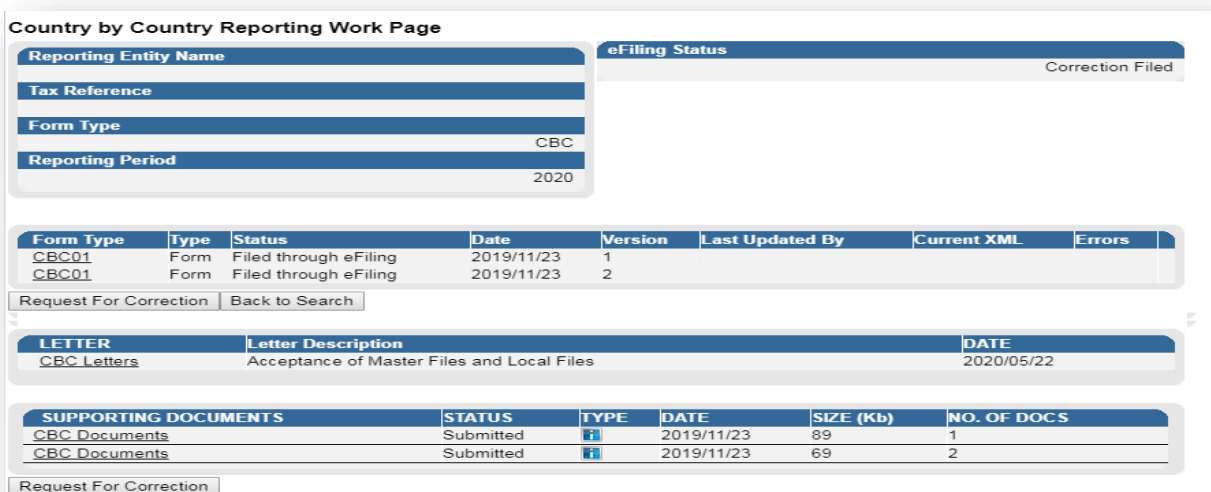 Country by Country Reporting Work Page
Reporting Entity Name
Tax Reference
Form Type
CBC
Reporting Period
2020
eFiling Status
Correction Filed
Form Type Type Status Date Version Last Updated By Current XML Errors
CBC01 Form Filed through eFiling 2019/11/23 1
CBC01 Form Filed through eFiling 2019/11/23 2
Request For Correction Back to Search
LETTER Letter Description DATE
CBC Letters Acceptance of Master Files and Local Files 2020/05/22
SUPPORTING DOCUMENTS STATUS TYPE DATE SIZE (Kb) NO. OF DOCS
CBC Documents Submitted i 2019/11/23 89 1
CBC Documents Submitted i 2019/11/23 69 2
Request For Correction